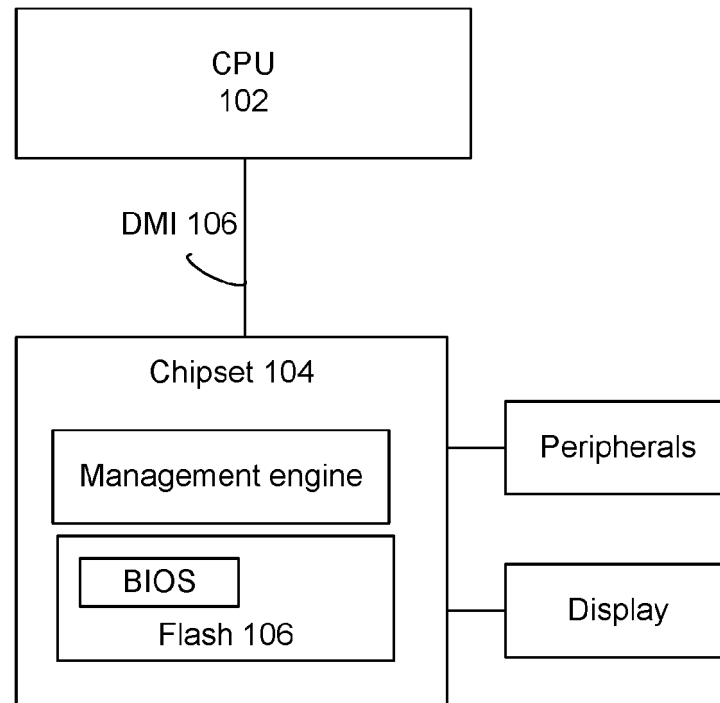 CPU
102
DMI 106
Chipset 104
Management engine
BIOS
Flash 106
Peripherals
Display